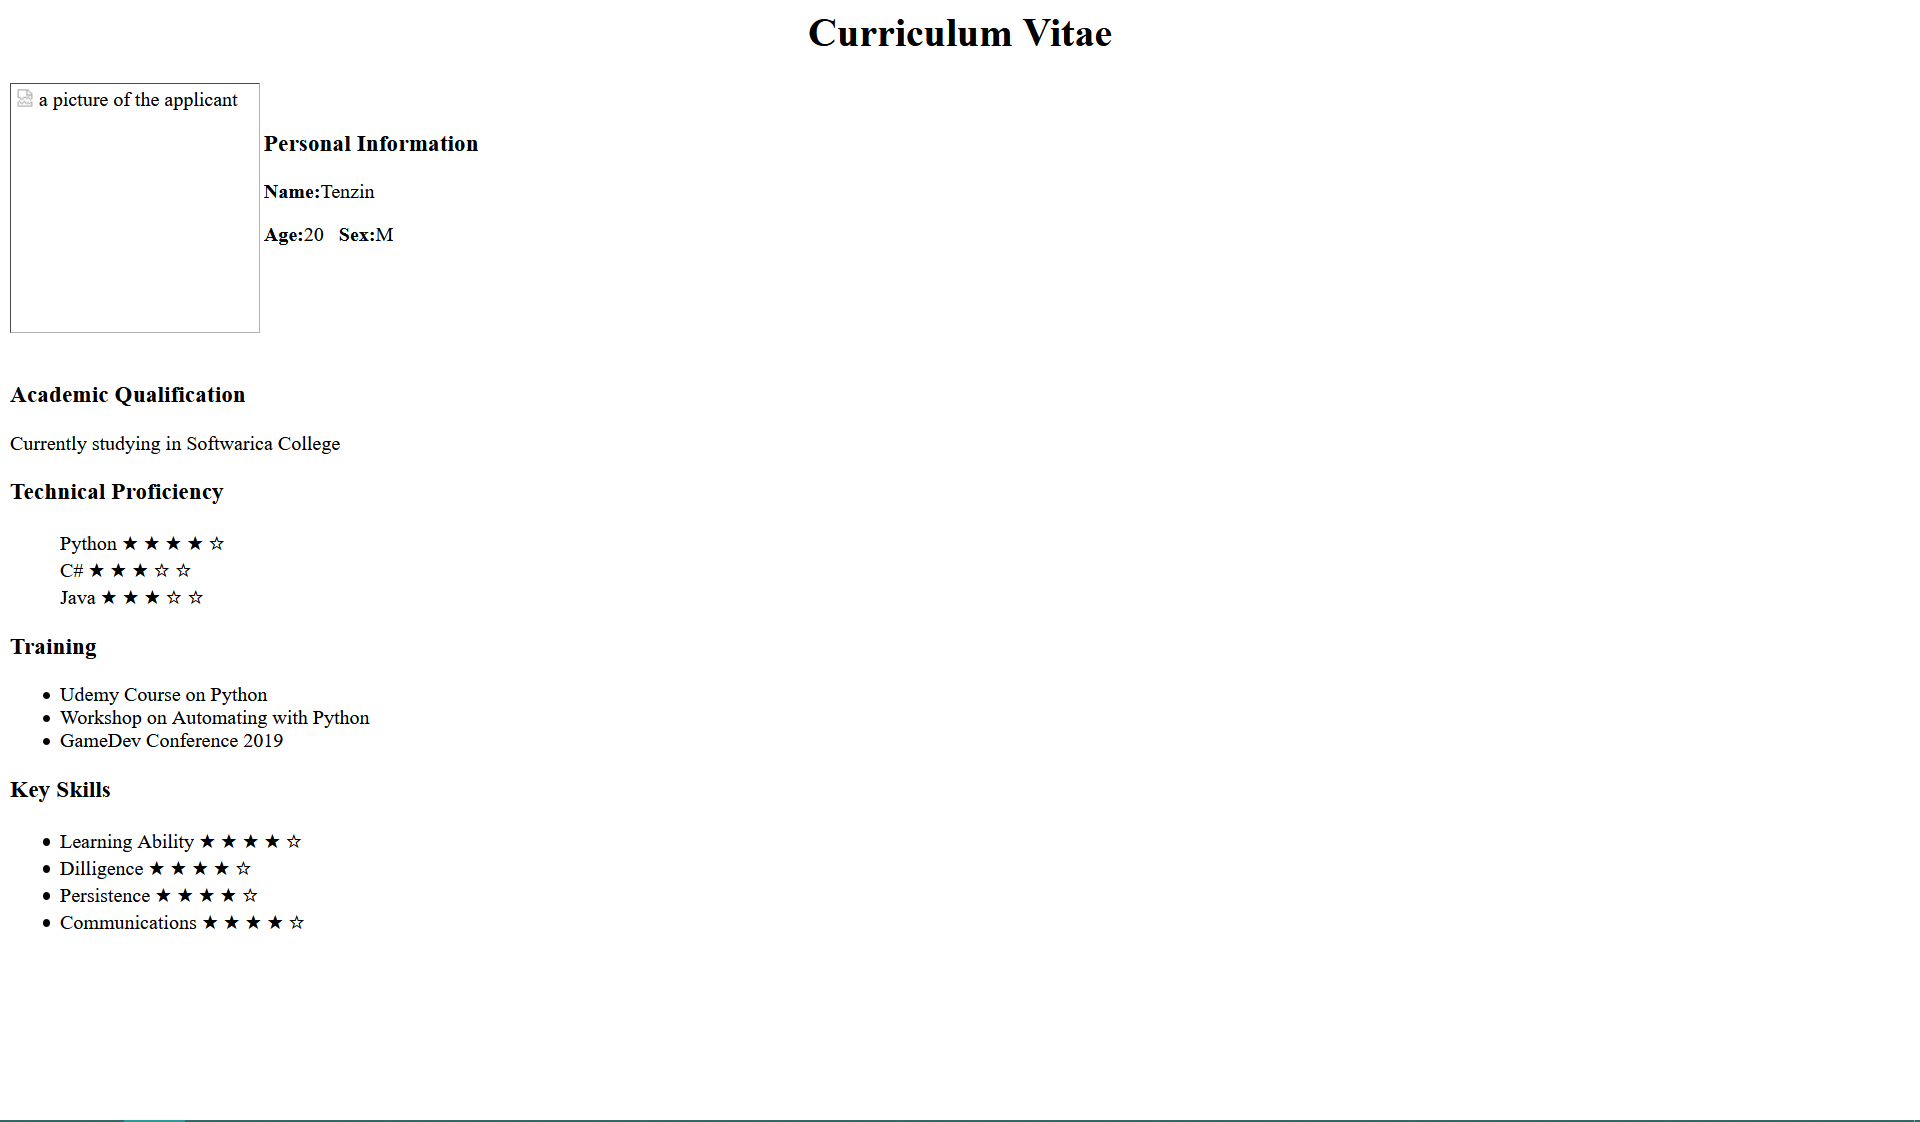 Curriculum Vitae
a picture of the applicant
Personal Information
Name:Tenzin
Age:20 Sex:M
Academic Qualification
Currently studying in Softwarica College
Technical Proficiency
Python ★ ★ ★ ★ ☆
C# ★ ★ ★ ☆ ☆
Java ★ ★ ★ ☆ ☆
Training
• Udemy Course on Python
• Workshop on Automating with Python
• GameDev Conference 2019
Key Skills
• Learning Ability ★ ★ ★ ★ ☆
• Dilligence ★ ★ ★ ★ ☆
• Persistence ★ ★ ★ ★ ☆
• Communications ★ ★ ★ ★ ☆